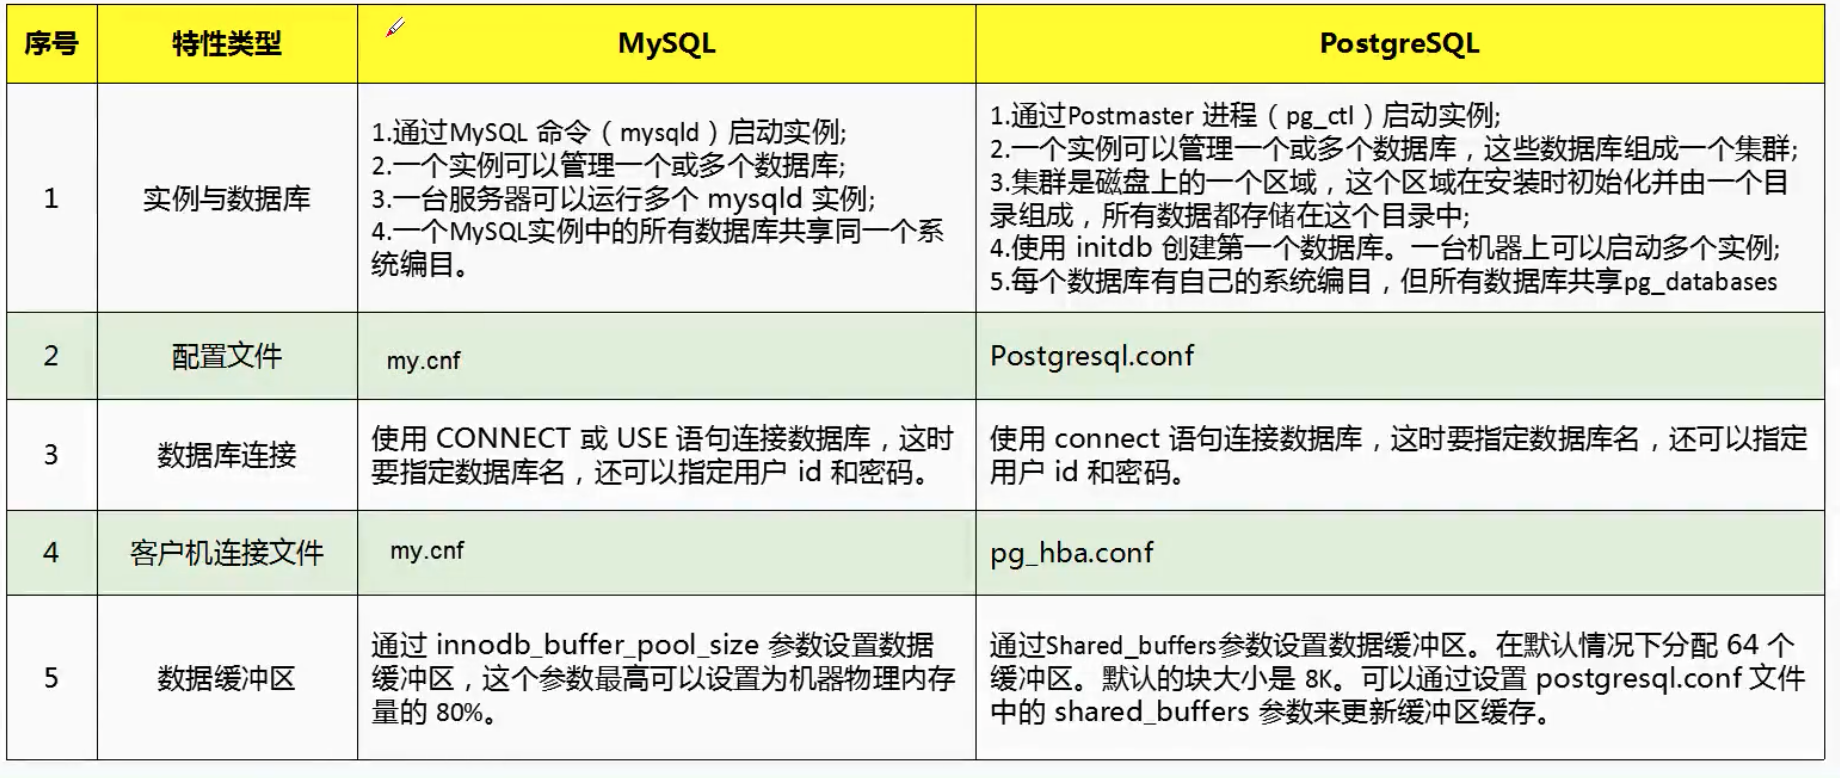 序号 特性类型 MySQL PostgreSQL
1 实例与数据库
1.通过MySQL 命令（mysqld）启动实例;
2.一个实例可以管理一个或多个数据库;
3.一台服务器可以运行多个 mysqld 实例;
4.一个MySQL实例中的所有数据库共享同一个系
统编目。
1.通过Postmaster 进程（pg_ctl）启动实例;
2.一个实例可以管理一个或多个数据库，这些数据库组成一个集群;
3.集群是磁盘上的一个区域，这个区域在安装时初始化并由一个目
录组成，所有数据都存储在这个目录中;
4.使用 initdb 创建第一个数据库。一台机器上可以启动多个实例;
5.每个数据库有自己的系统编目，但所有数据库共享pg_databases
2 配置文件 my.cnf Postgresql.conf
3 数据库连接
使用 CONNECT 或 USE 语句连接数据库，这时
要指定数据库名，还可以指定用户 id 和密码。
使用 connect 语句连接数据库，这时要指定数据库名，还可以指定
用户 id 和密码。
4 客户机连接文件 my.cnf pg_hba.conf
5 数据缓冲区
通过 innodb_buffer_pool_size 参数设置数据
缓冲区，这个参数最高可以设置为机器物理内存
量的 80%。
通过Shared_buffers参数设置数据缓冲区。在默认情况下分配 64 个
缓冲区。默认的块大小是 8K。可以通过设置 postgresql.conf 文件
中的 shared_buffers 参数来更新缓冲区缓存。